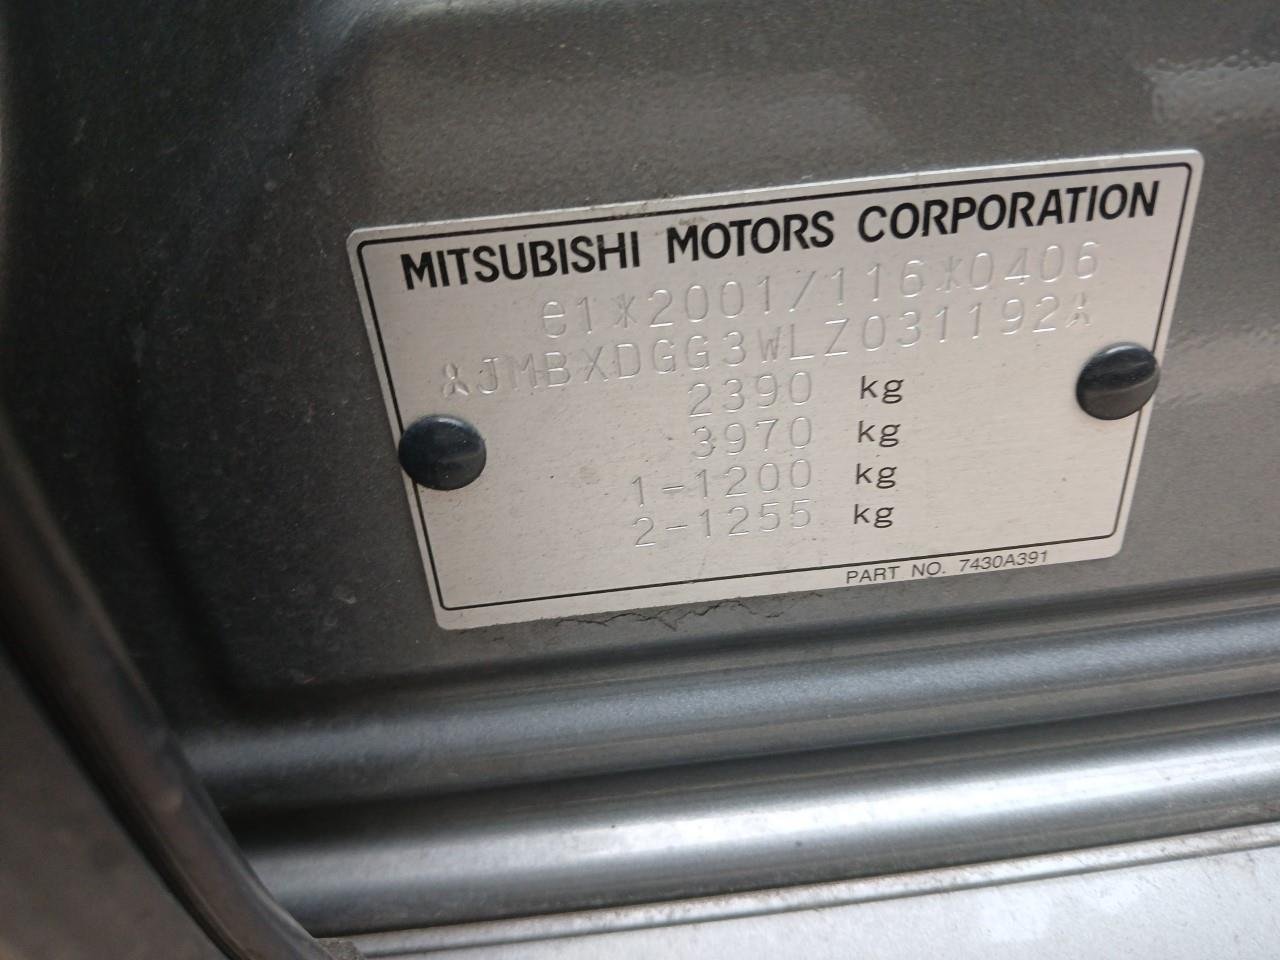 MITSUBISHI MOTORS CORPORATION
e1*2001/116*0406
*JMBXDGG3WLZ031192*
2390 kg
3970 kg
1-1200 kg
2-1255 kg
PART NO. 7430A391